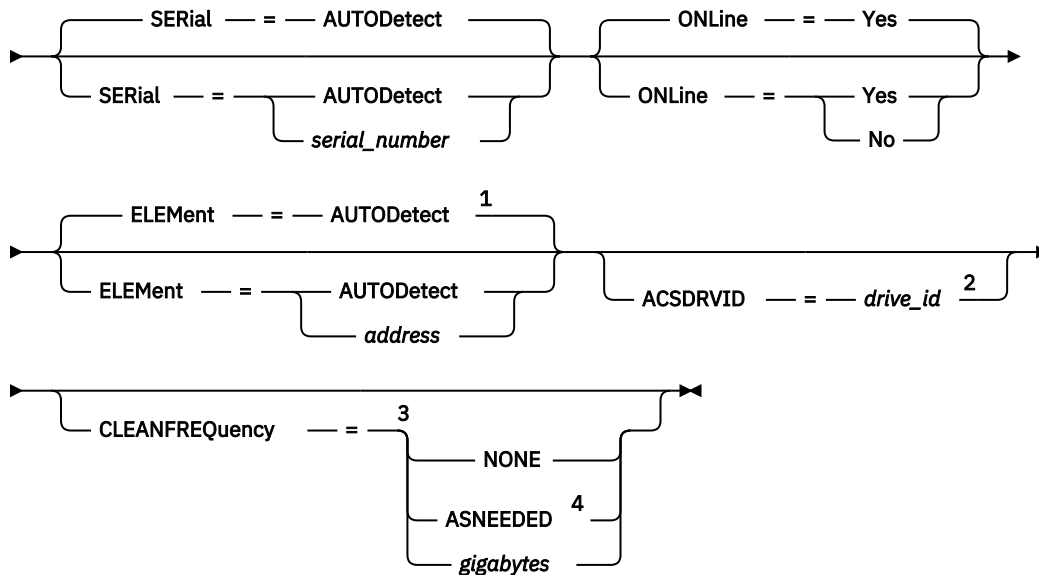 SERial = AUTODetect ONLine = Yes
SERial = AUTODetect ONLine = Yes
serial_number No
ELEMent = AUTODetect 1
ELEMent = AUTODetect
ACSDRVID = drive_id 2
address
CLEANFREQuency = 3
NONE
ASNEEDED 4
gigabytes